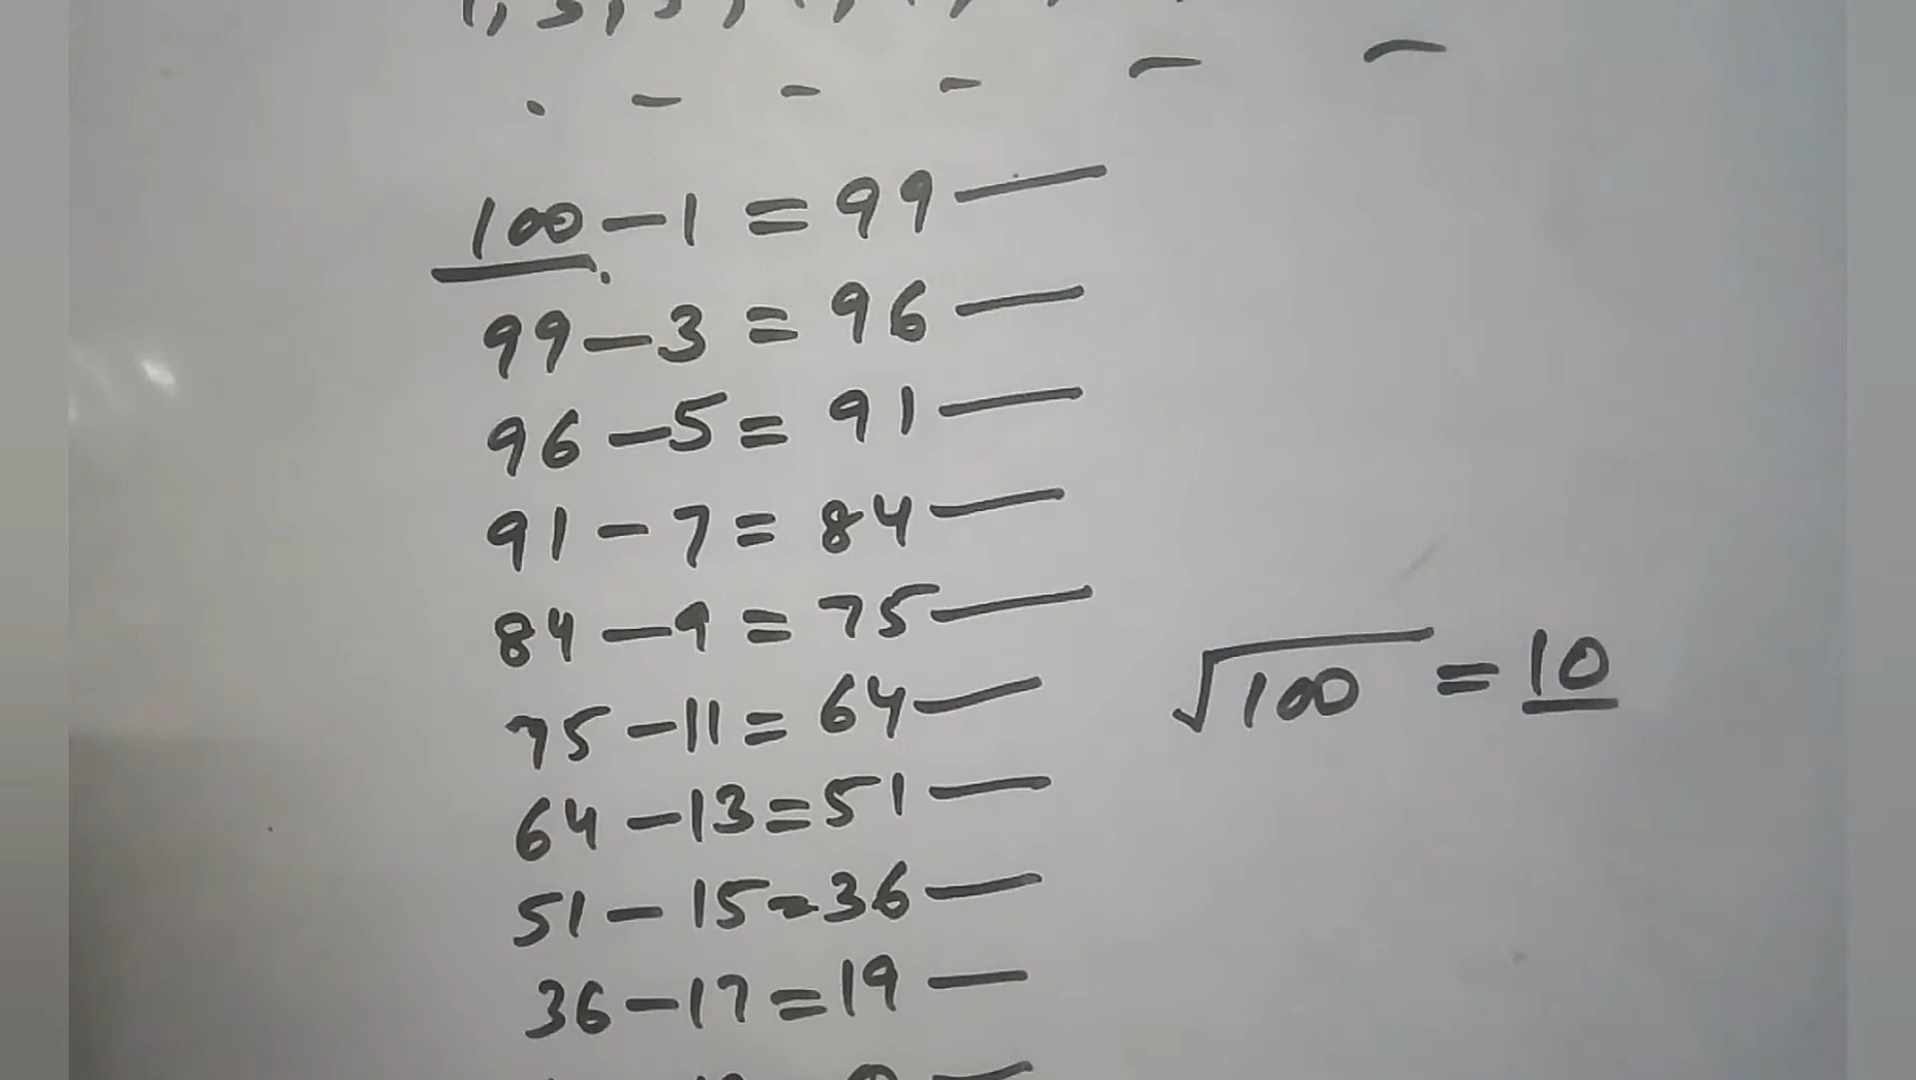 100 - 1 = 99 —
99 - 3 = 96 —
96 - 5 = 91 —
91 - 7 = 84 —
84 - 9 = 75 —
75 - 11 = 64 —
64 - 13 = 51 —
51 - 15 = 36 —
36 - 17 = 19 —
√100 = 10